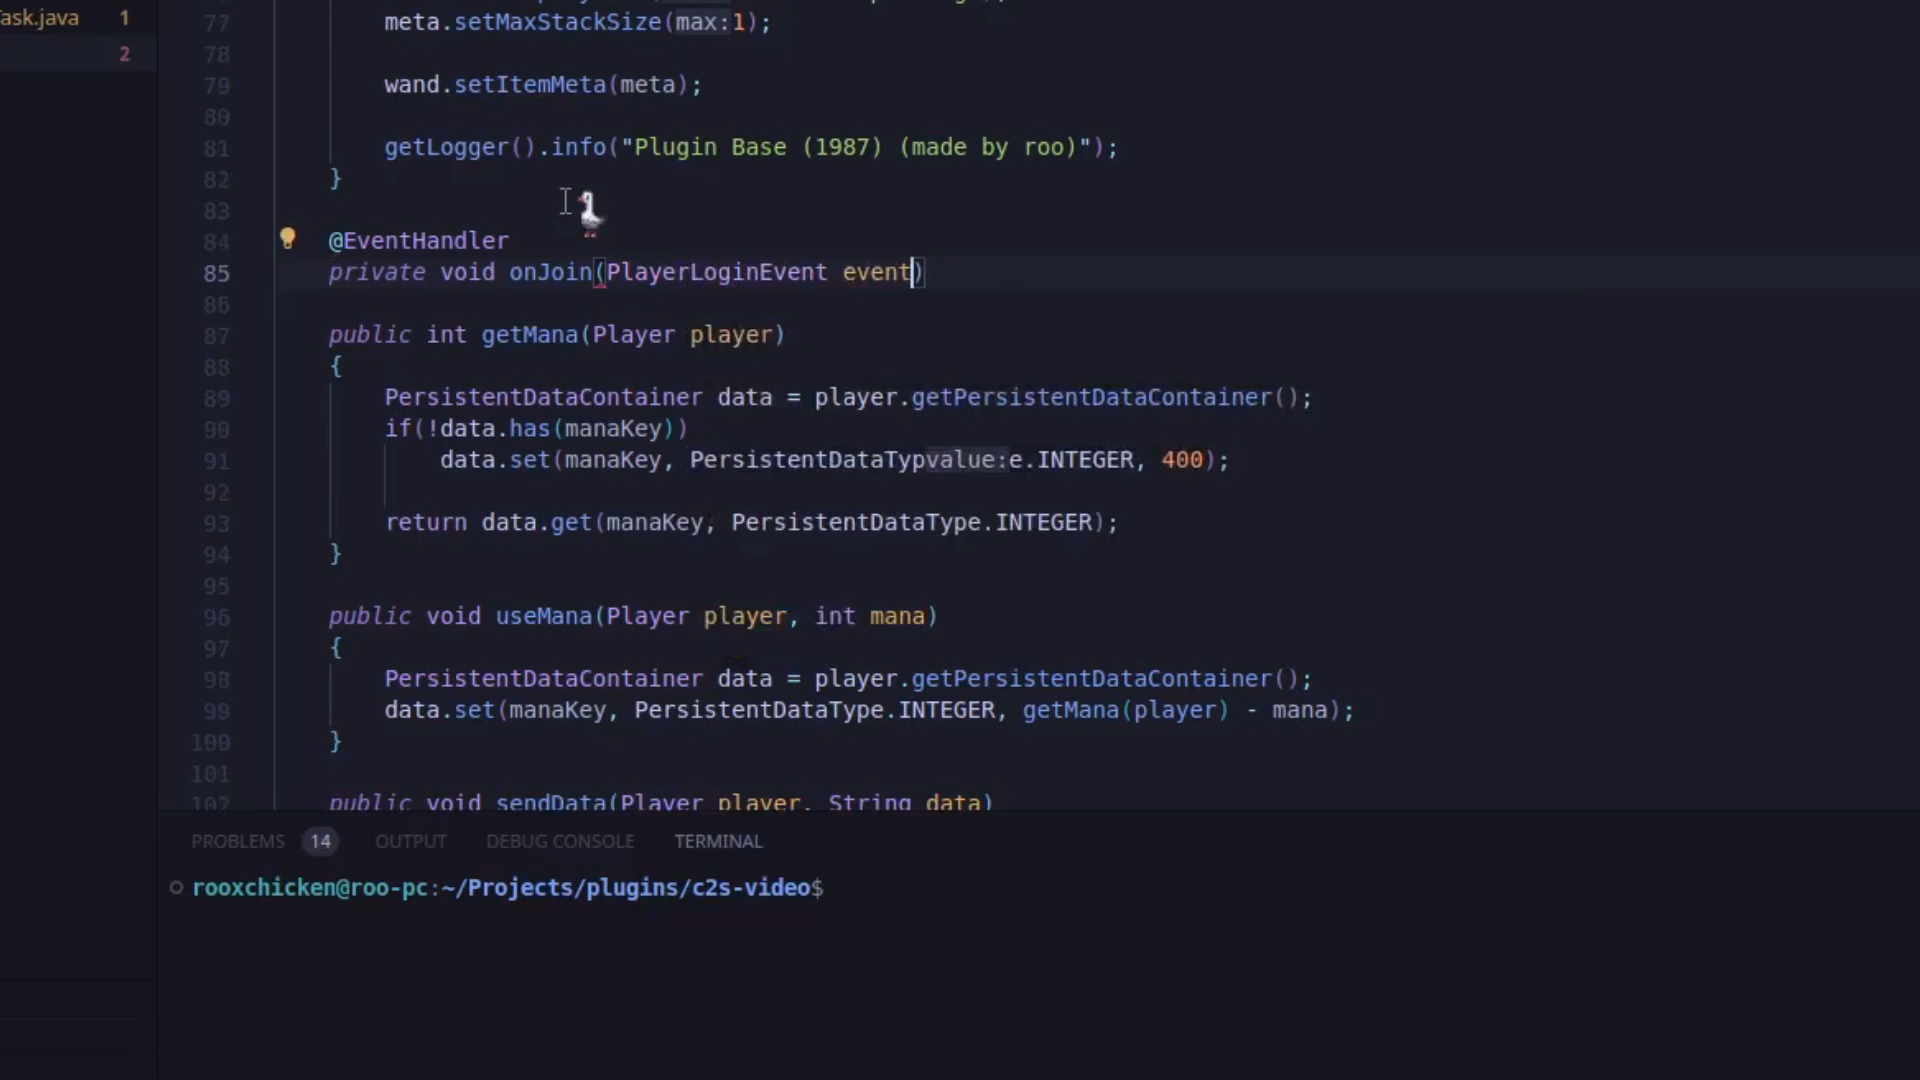 ask.java 1
2
77 meta.setMaxStackSize(max:1);
78
79 wand.setItemMeta(meta);
80
81 getLogger().info("Plugin Base (1987) (made by roo)");
82 }
83
84 @EventHandler
85 private void onJoin(PlayerLoginEvent event)
86
87 public int getMana(Player player)
88 {
89 PersistentDataContainer data = player.getPersistentDataContainer();
90 if(!data.has(manaKey))
91 data.set(manaKey, PersistentDataTypvalue:e.INTEGER, 400);
92
93 return data.get(manaKey, PersistentDataType.INTEGER);
94 }
95
96 public void useMana(Player player, int mana)
97 {
98 PersistentDataContainer data = player.getPersistentDataContainer();
99 data.set(manaKey, PersistentDataType.INTEGER, getMana(player) - mana);
100 }
101
102 public void sendData(Player player, String data)
PROBLEMS 14 OUTPUT DEBUG CONSOLE TERMINAL
rooxchicken@roo-pc:~/Projects/plugins/c2s-video$